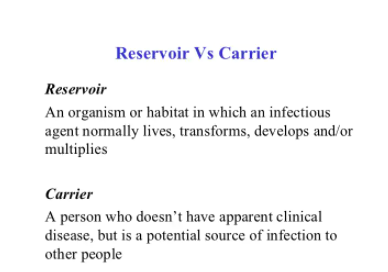 Reservoir Vs Carrier
Reservoir
An organism or habitat in which an infectious
agent normally lives, transforms, develops and/or
multiplies
Carrier
A person who doesn't have apparent clinical
disease, but is a potential source of infection to
other people